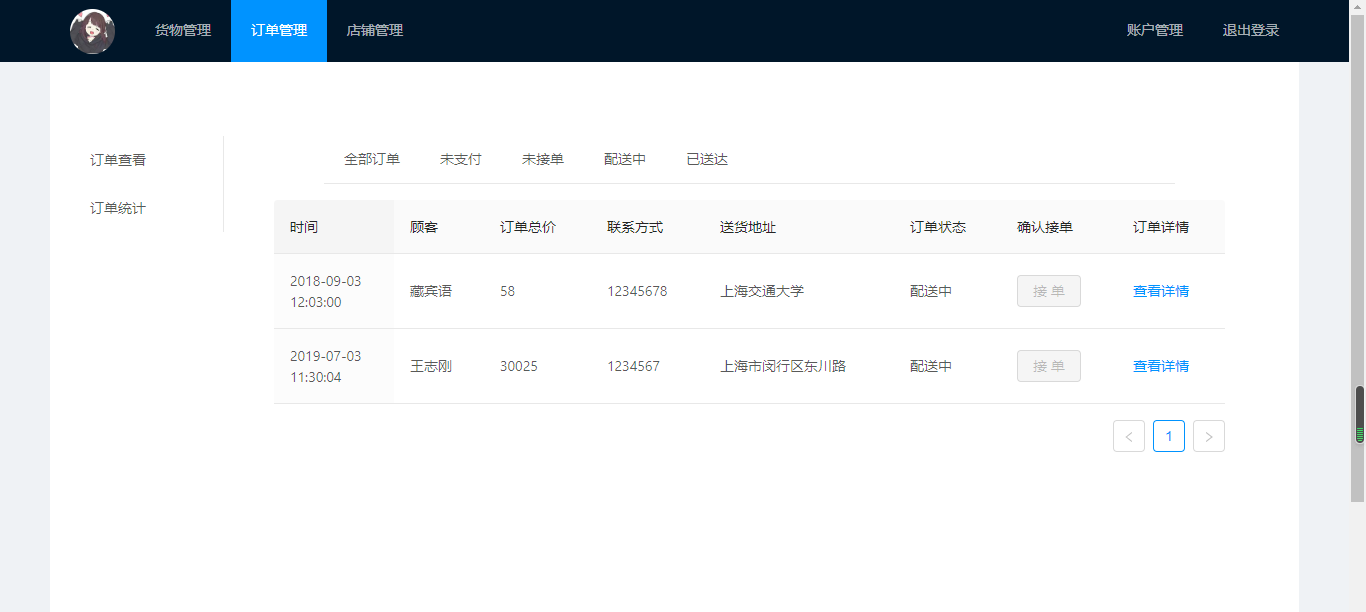 货物管理 订单管理 店铺管理 账户管理 退出登录
订单查看
订单统计
全部订单 未支付 未接单 配送中 已送达
时间 顾客 订单总价 联系方式 送货地址 订单状态 确认接单 订单详情
2018-09-03 12:03:00 藏宾语 58 12345678 上海交通大学 配送中 接 单 查看详情
2019-07-03 11:30:04 王志刚 30025 1234567 上海市闵行区东川路 配送中 接 单 查看详情
< 1 >